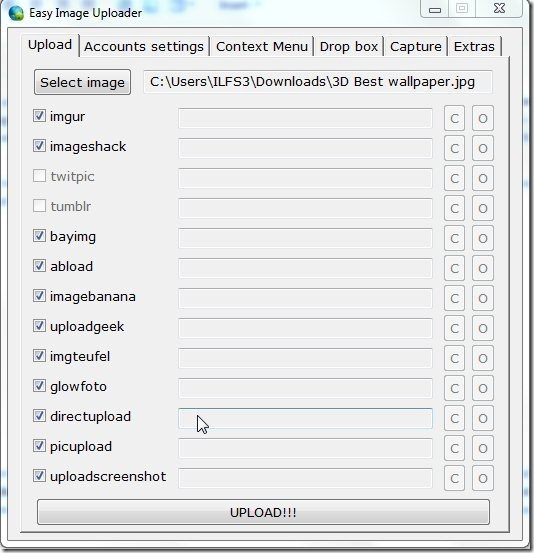 Easy Image Uploader
Upload Accounts settings Context Menu Drop box Capture Extras
Select image C:\Users\ILFS3\Downloads\3D Best wallpaper.jpg
imgur C O
imageshack C O
twitpic C O
tumblr C O
bayimg C O
abload C O
imagebanana C O
uploadgeek C O
imgteufel C O
glowfoto C O
directupload C O
picupload C O
uploadscreenshot C O
UPLOAD!!!